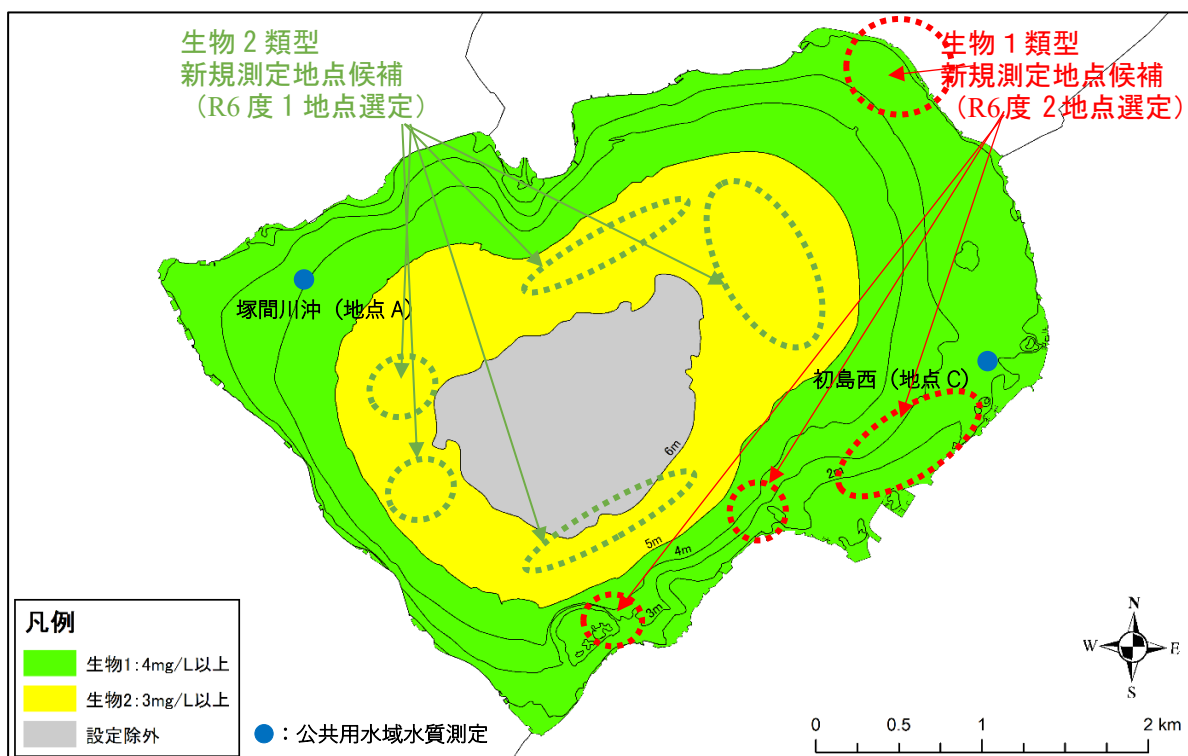 生物2類型
新規測定地点候補
（R6度1地点選定）
生物1類型
新規測定地点候補
（R6度 2地点選定）
塚間川沖（地点A）
初島西（地点C）
6m
5m
4m
3m
2m
凡例
生物1:4mg/L以上
生物2:3mg/L以上
設定除外
：公共用水域水質測定
N
W
E
S
0 0.5 1 2 km